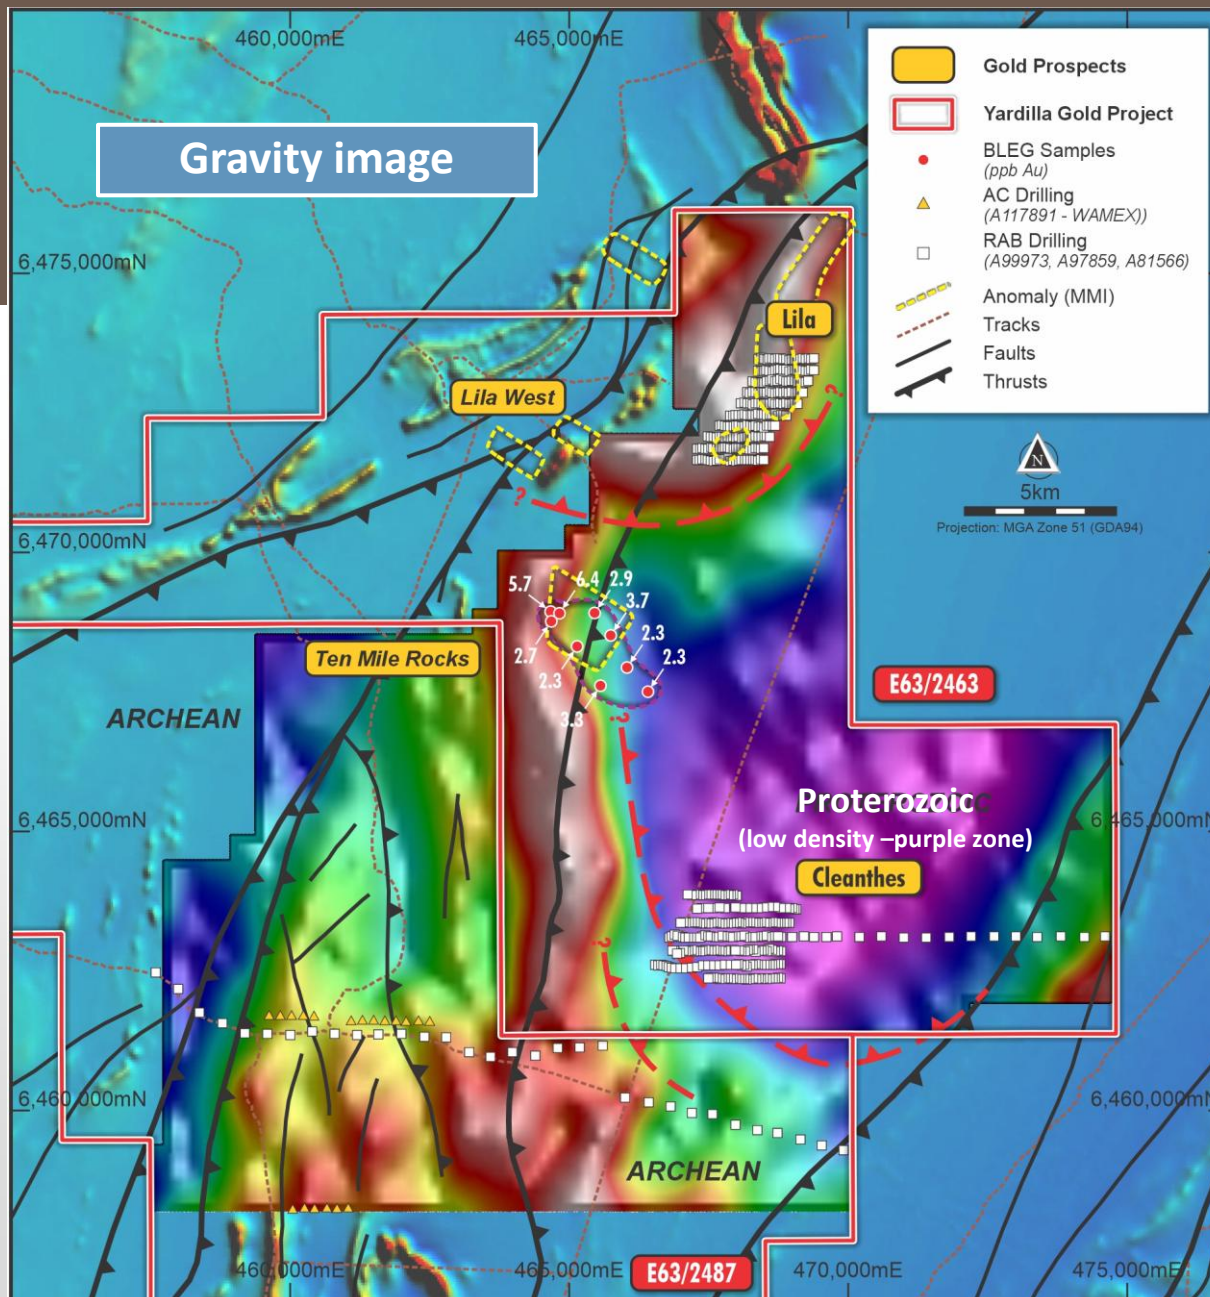 460,000mE
465,000mE
Gravity image
Gold Prospects
Yardilla Gold Project
BLEG Samples
(ppb Au)
AC Drilling
(A117891 - WAMEX))
RAB Drilling
(A99973, A97859, A81566)
Anomaly (MMI)
Tracks
Faults
Thrusts
6,475,000mN
Lila
Lila West
?
?
N
5km
Projection: MGA Zone 51 (GDA94)
6,470,000mN
5.7
6.4
2.9
3.7
2.3
2.3
2.7
2.3
3.3
Ten Mile Rocks
E63/2463
ARCHEAN
?
Proterozoic
(low density –purple zone)
6,465,000mN
6,465,000mN
Cleanthes
?
6,460,000mN
6,460,000mN
ARCHEAN
460,000mE
465,000mE
E63/2487
470,000mE
475,000mE